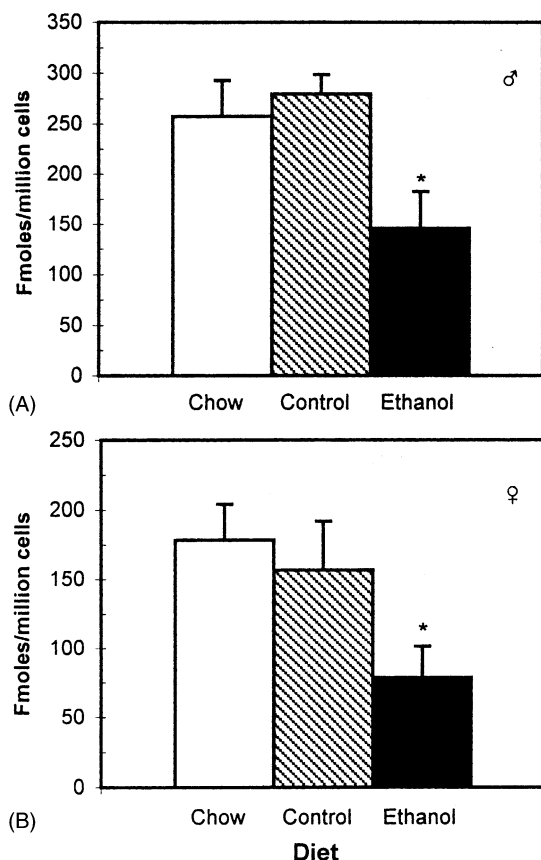 350
300
250
200
150
100
50
0
Fmoles/million cells
♂
*
(A)
Chow Control Ethanol
250
200
150
100
50
0
Fmoles/million cells
♀
*
(B)
Chow Control Ethanol
Diet